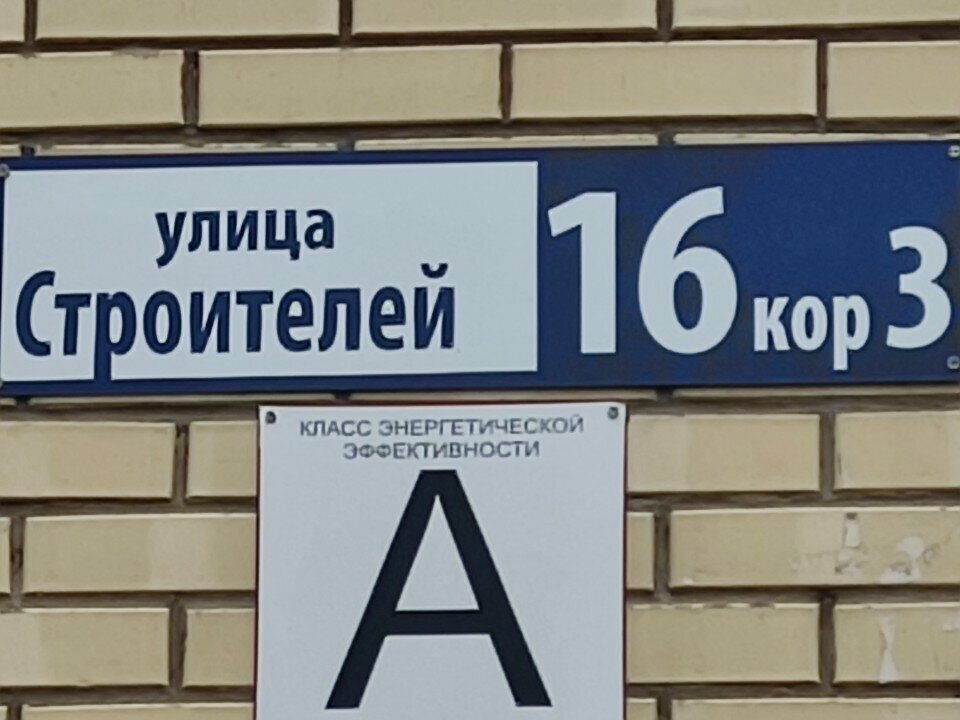 улица
Строителей
16 кор 3
КЛАСС ЭНЕРГЕТИЧЕСКОЙ
ЭФФЕКТИВНОСТИ
А